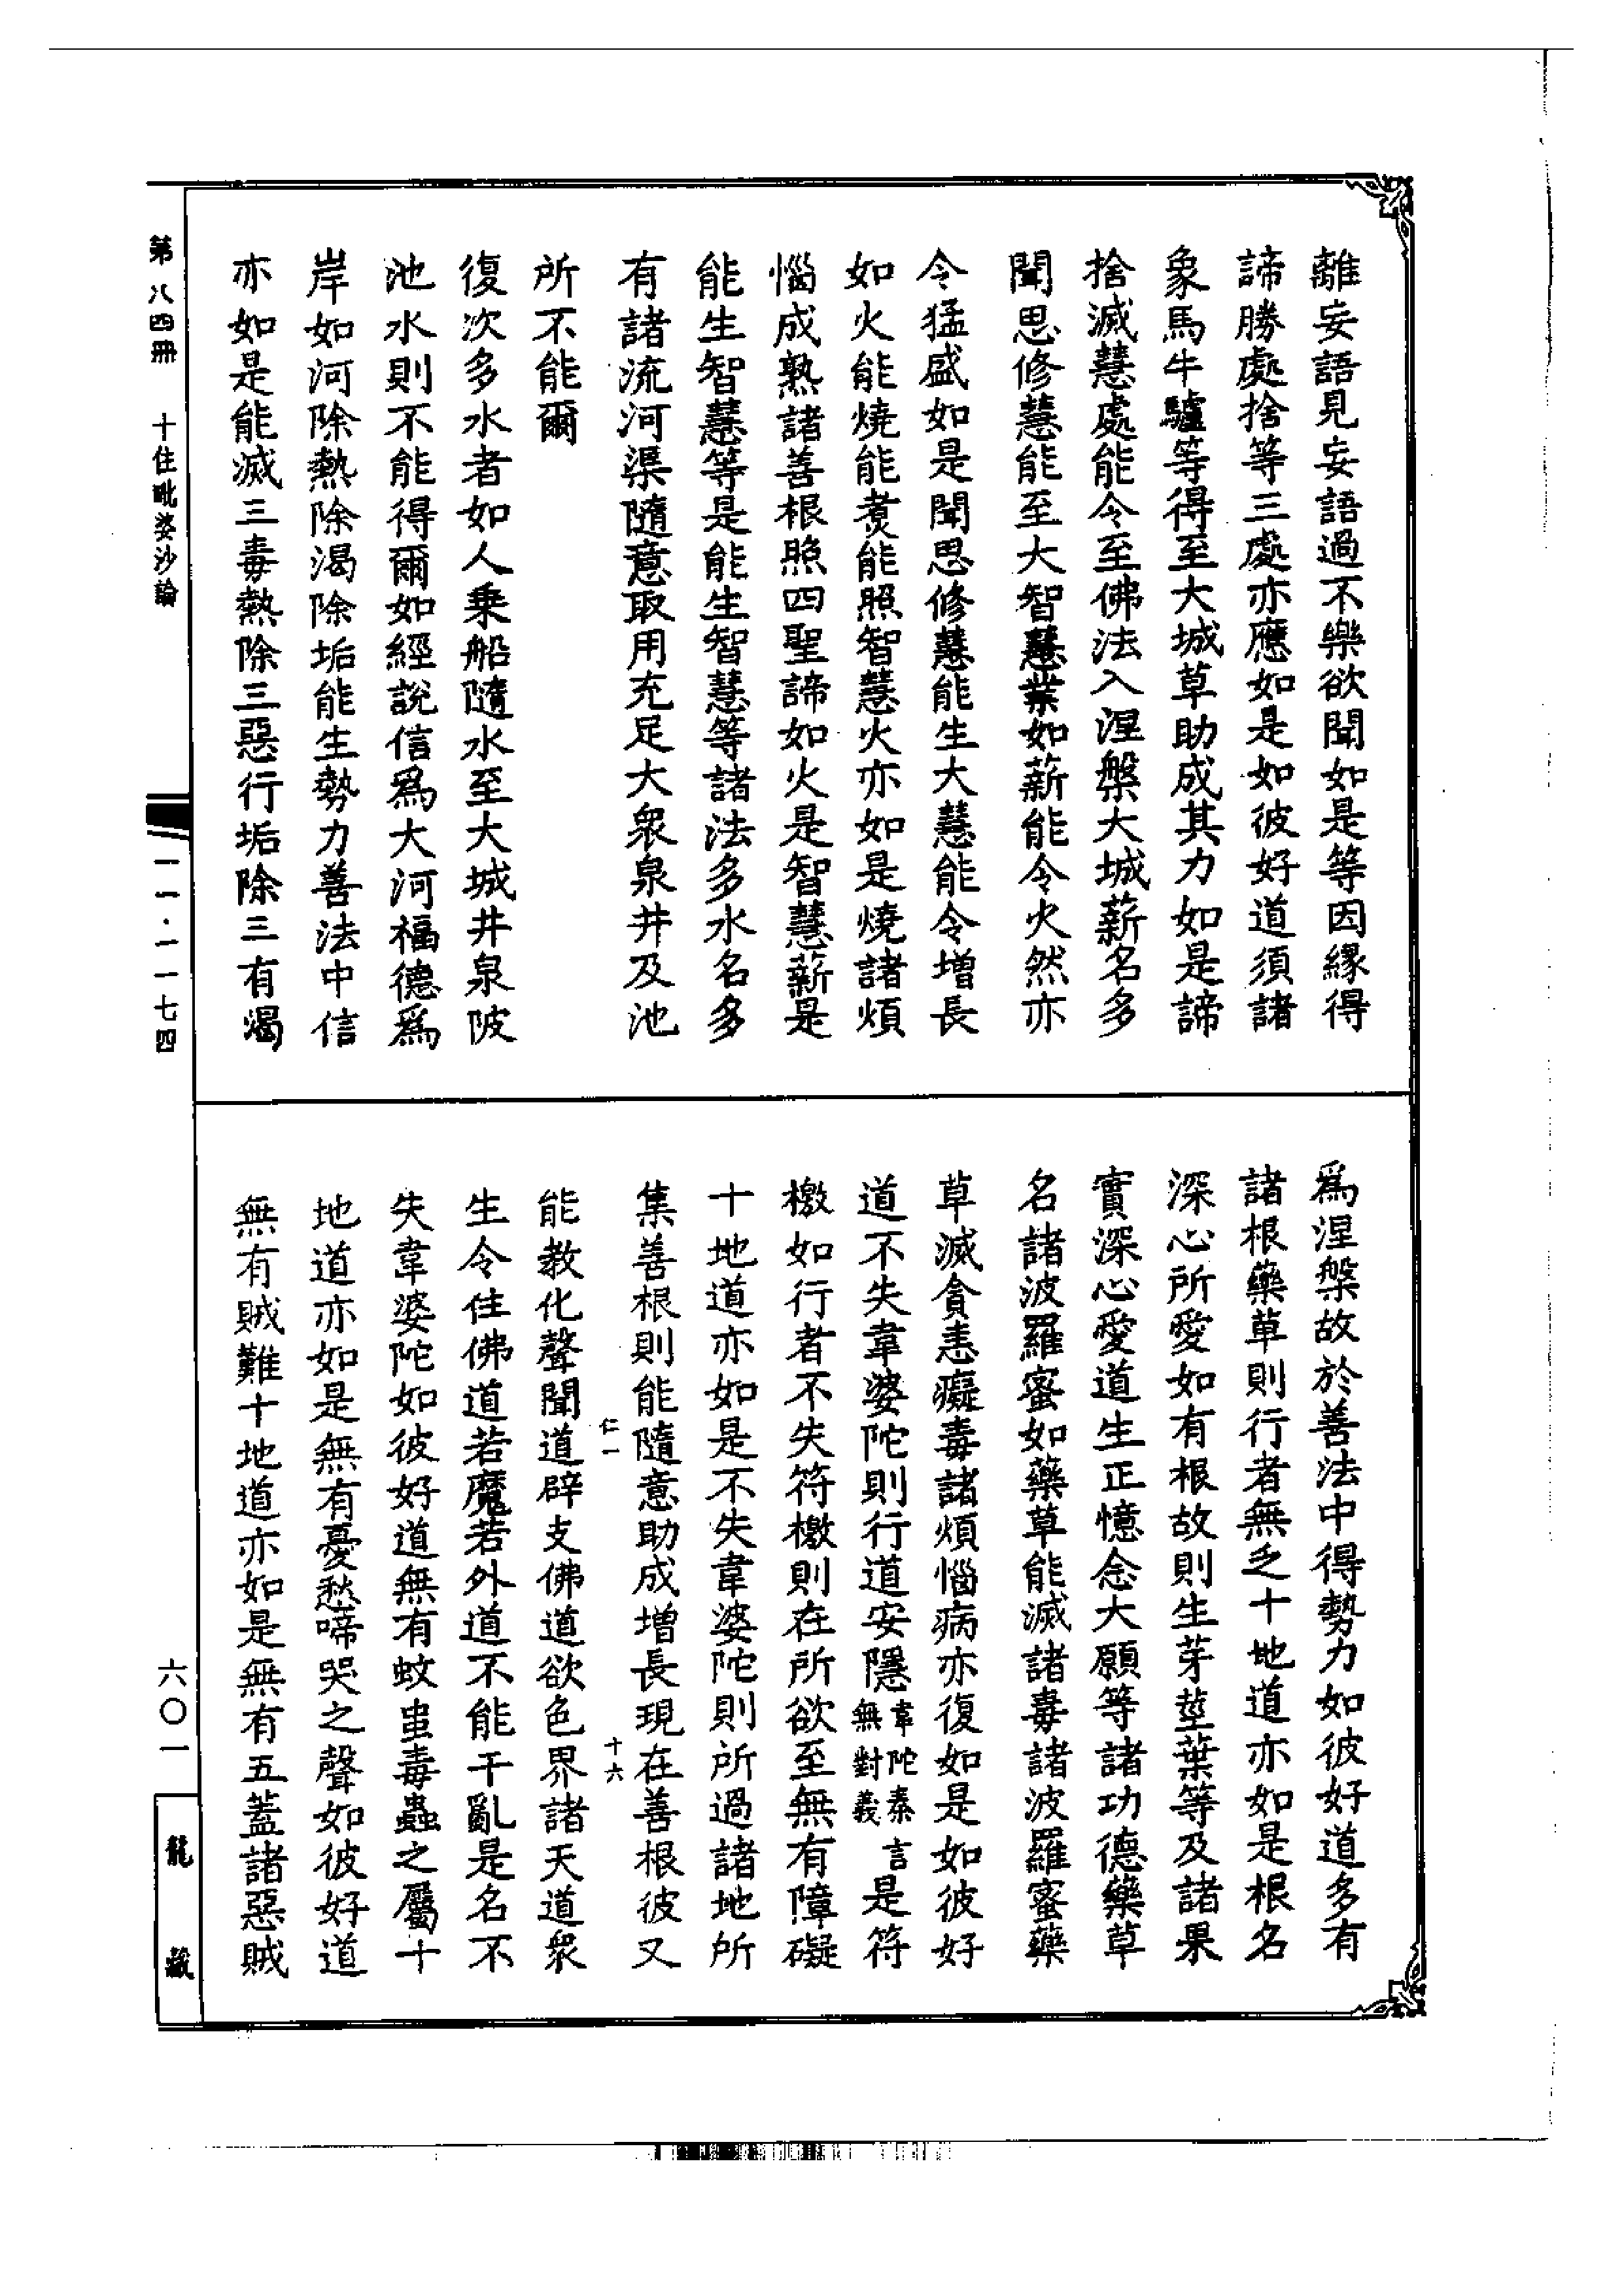 離妄語見妄語過不樂欲聞如是等因緣得
諦勝處捨等三處亦應如是如彼好道須諸
象馬牛驢等得至大城草助成其力如是諦
捨滅慧處能令至佛法入涅槃大城薪名多
聞思修慧能至大智慧業如薪能令火然亦
令猛盛如是聞思修慧能生大慧能令增長
如火能燒能煑能照智慧火亦如是燒諸煩
惱成熟諸善根照四聖諦如火是智慧薪是
能生智慧等是能生智慧等諸法多水名多
有諸流河渠隨意取用充足大衆泉井及池
所不能爾
復次多水者如人乗船隨水至大城井泉陂
池水則不能得爾如經說信爲大河福德爲
岸如河除熱除渴除垢能生勢力善法中信
亦如是能滅三毒熱除三惡行垢除三有渴
爲涅槃故於善法中得勢力如彼好道多有
諸根藥草則行者無乏十地道亦如是根名
深心所愛如有根故則生芽莖葉等及諸果
實深心愛道生正憶念大願等諸功德藥草
名諸波羅蜜如藥草能滅諸毒諸波羅蜜藥
草滅貪恚癡毒諸煩惱病亦復如是如彼好
道不失韋婆陀則行道安隱韋陀秦言無對義是符
檄如行者不失符檄則在所欲至無有障礙
十地道亦如是不失韋婆陀則所過諸地所
集善根則能隨意助成增長現在善根彼又
仁一 十六
能教化聲聞道辟支佛道欲色界諸天道衆
生令住佛道若魔若外道不能干亂是名不
失韋婆陀如彼好道無有蚊虻毒蟲之屬十
地道亦如是無有憂愁啼哭之聲如彼好道
無有賊難十地道亦如是無有五蓋諸惡賊
第八四冊 十住毗婆沙論
一一·一一七四
六〇一
龍藏